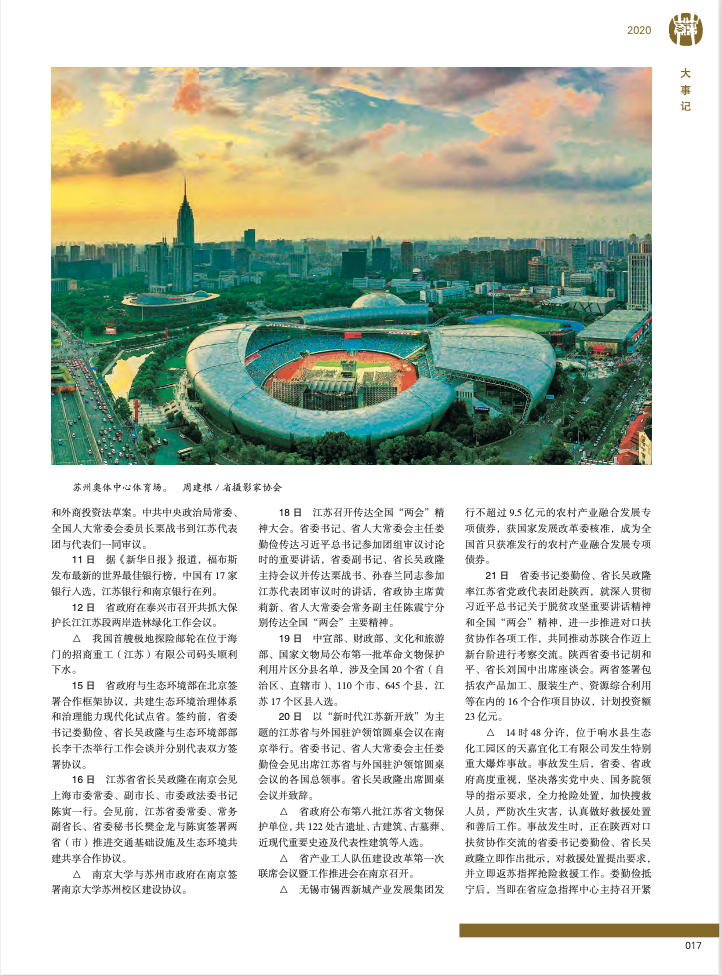 2020
大
事
记
苏州奥体中心体育场。 周建根/省摄影家协会
和外商投资法草案。中共中央政治局常委、
全国人大常委会委员长栗战书到江苏代表
团与代表们一同审议。
11日 据《新华日报》报道,福布斯
发布最新的世界最佳银行榜,中国有17家
银行入选,江苏银行和南京银行在列。
12日 省政府在泰兴市召开共抓大保
护长江江苏段两岸造林绿化工作会议。
△ 我国首艘极地探险邮轮在位于海
门的招商重工(江苏)有限公司码头顺利
下水。
15日 省政府与生态环境部在北京签
署合作框架协议,共建生态环境治理体系
和治理能力现代化试点省。签约前,省委
书记娄勤俭、省长吴政隆与生态环境部部
长李干杰举行工作会谈并分别代表双方签
署协议。
16日 江苏省省长吴政隆在南京会见
上海市委常委、副市长、市委政法委书记
陈寅一行。会见前,江苏省委常委、常务
副省长、省委秘书长樊金龙与陈寅签署两
省(市)推进交通基础设施及生态环境共
建共享合作协议。
△ 南京大学与苏州市政府在南京签
署南京大学苏州校区建设协议。
18日 江苏召开传达全国“两会”精
神大会。省委书记、省人大常委会主任娄
勤俭传达习近平总书记参加团组审议讨论
时的重要讲话,省委副书记、省长吴政隆
主持会议并传达栗战书、孙春兰同志参加
江苏代表团审议时的讲话,省政协主席黄
莉新、省人大常委会常务副主任陈震宁分
别传达全国“两会”主要精神。
19日 中宣部、财政部、文化和旅游
部、国家文物局公布第一批革命文物保护
利用片区分县名单,涉及全国20个省(自
治区、直辖市)、110个市、645个县,江
苏17个区县入选。
20日 以“新时代江苏新开放”为主
题的江苏省与外国驻沪领馆圆桌会议在南
京举行。省委书记、省人大常委会主任娄
勤俭会见出席江苏省与外国驻沪领馆圆桌
会议的各国总领事。省长吴政隆出席圆桌
会议并致辞。
△ 省政府公布第八批江苏省文物保
护单位,共122处古遗址、古建筑、古墓葬、
近现代重要史迹及代表性建筑等入选。
△ 省产业工人队伍建设改革第一次
联席会议暨工作推进会在南京召开。
△ 无锡市锡西新城产业发展集团发
行不超过9.5亿元的农村产业融合发展专
项债券,获国家发展改革委核准,成为全
国首只获准发行的农村产业融合发展专项
债券。
21日 省委书记娄勤俭、省长吴政隆
率江苏省党政代表团赴陕西,就深入贯彻
习近平总书记关于脱贫攻坚重要讲话精神
和全国“两会”精神,进一步推进对口扶
贫协作各项工作,共同推动苏陕合作迈上
新台阶进行考察交流。陕西省委书记胡和
平、省长刘国中出席座谈会。两省签署包
括农产品加工、服装生产、资源综合利用
等在内的16个合作项目协议,计划投资额
23亿元。
△ 14时48分许,位于响水县生态
化工园区的天嘉宜化工有限公司发生特别
重大爆炸事故。事故发生后,省委、省政
府高度重视,坚决落实党中央、国务院领
导的指示要求,全力抢险处置,加快搜救
人员,严防次生灾害,认真做好救援处置
和善后工作。事故发生时,正在陕西对口
扶贫协作交流的省委书记娄勤俭、省长吴
政隆立即作出批示,对救援处置提出要求,
并立即返苏指挥抢险救援工作。娄勤俭抵
宁后,当即在省应急指挥中心主持召开紧
017